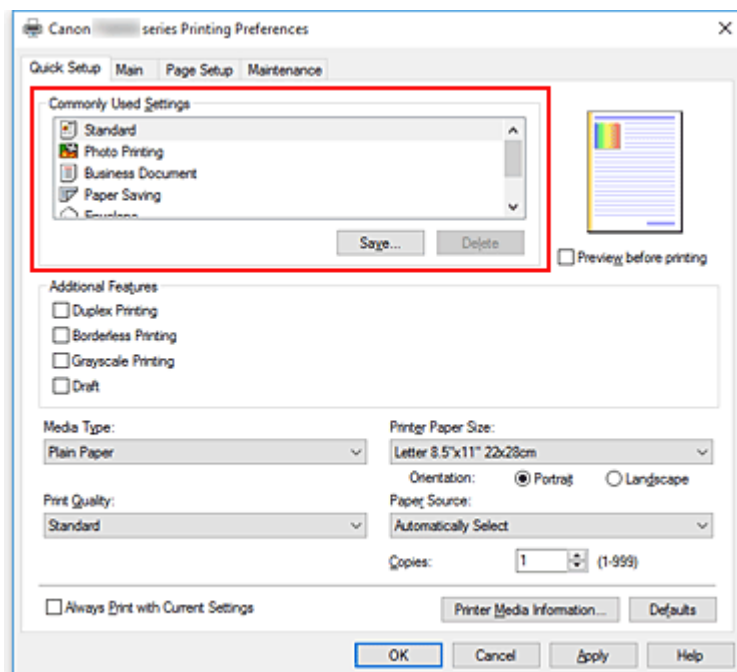 Canon series Printing Preferences
Quick Setup Main Page Setup Maintenance
Commonly Used Settings
Standard
Photo Printing
Business Document
Paper Saving
Envelope
Save... Delete
Preview before printing
Additional Features
Duplex Printing
Borderless Printing
Grayscale Printing
Draft
Media Type: Printer Paper Size:
Plain Paper Letter 8.5"x11" 22x28cm
Orientation: Portrait Landscape
Print Quality: Paper Source:
Standard Automatically Select
Copies: 1 (1-999)
Always Print with Current Settings Printer Media Information... Defaults
OK Cancel Apply Help